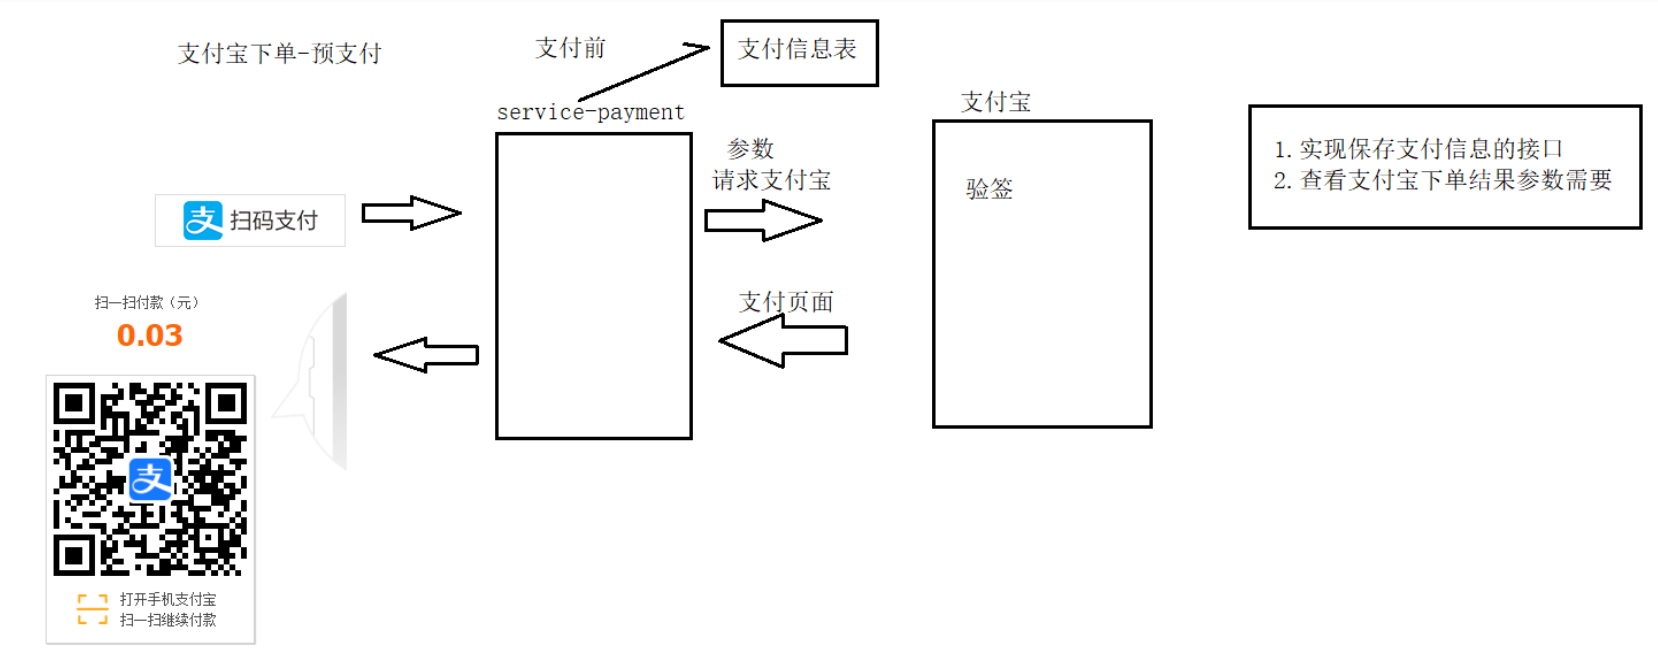 支付宝下单-预支付
支付前
支付信息表
service-payment
支付宝
参数
请求支付宝
验签
1. 实现保存支付信息的接口
2. 查看支付宝下单结果参数需要
支 扫码支付
支付页面
扫一扫付款（元）
0.03
支
打开手机支付宝
扫一扫继续付款